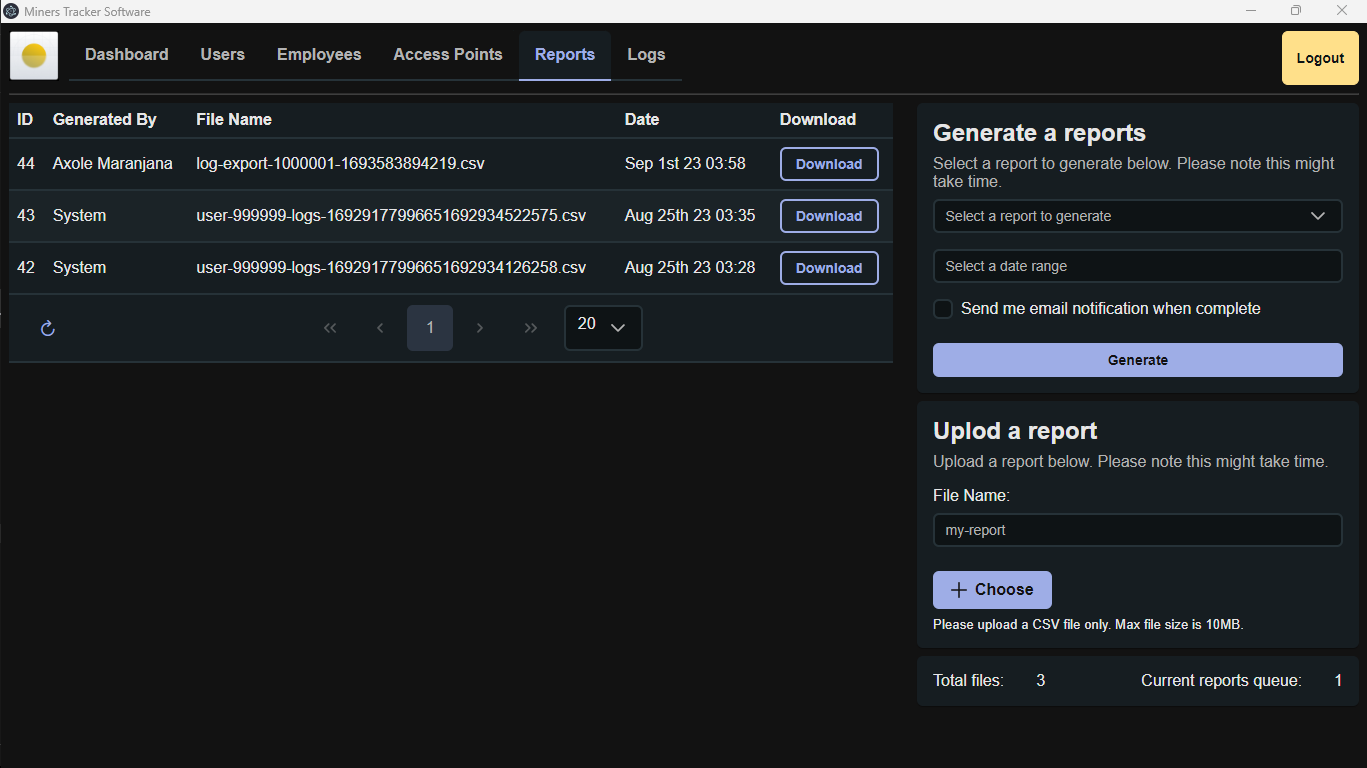 Miners Tracker Software
Dashboard Users Employees Access Points Reports Logs Logout
ID Generated By File Name Date Download
44 Axole Maranjana log-export-1000001-1693583894219.csv Sep 1st 23 03:58 Download
43 System user-999999-logs-16929177996651692934522575.csv Aug 25th 23 03:35 Download
42 System user-999999-logs-16929177996651692934126258.csv Aug 25th 23 03:28 Download
1 20
Generate a reports
Select a report to generate below. Please note this might
take time.
Select a report to generate
Select a date range
Send me email notification when complete
Generate
Uplod a report
Upload a report below. Please note this might take time.
File Name:
my-report
+ Choose
Please upload a CSV file only. Max file size is 10MB.
Total files: 3 Current reports queue: 1